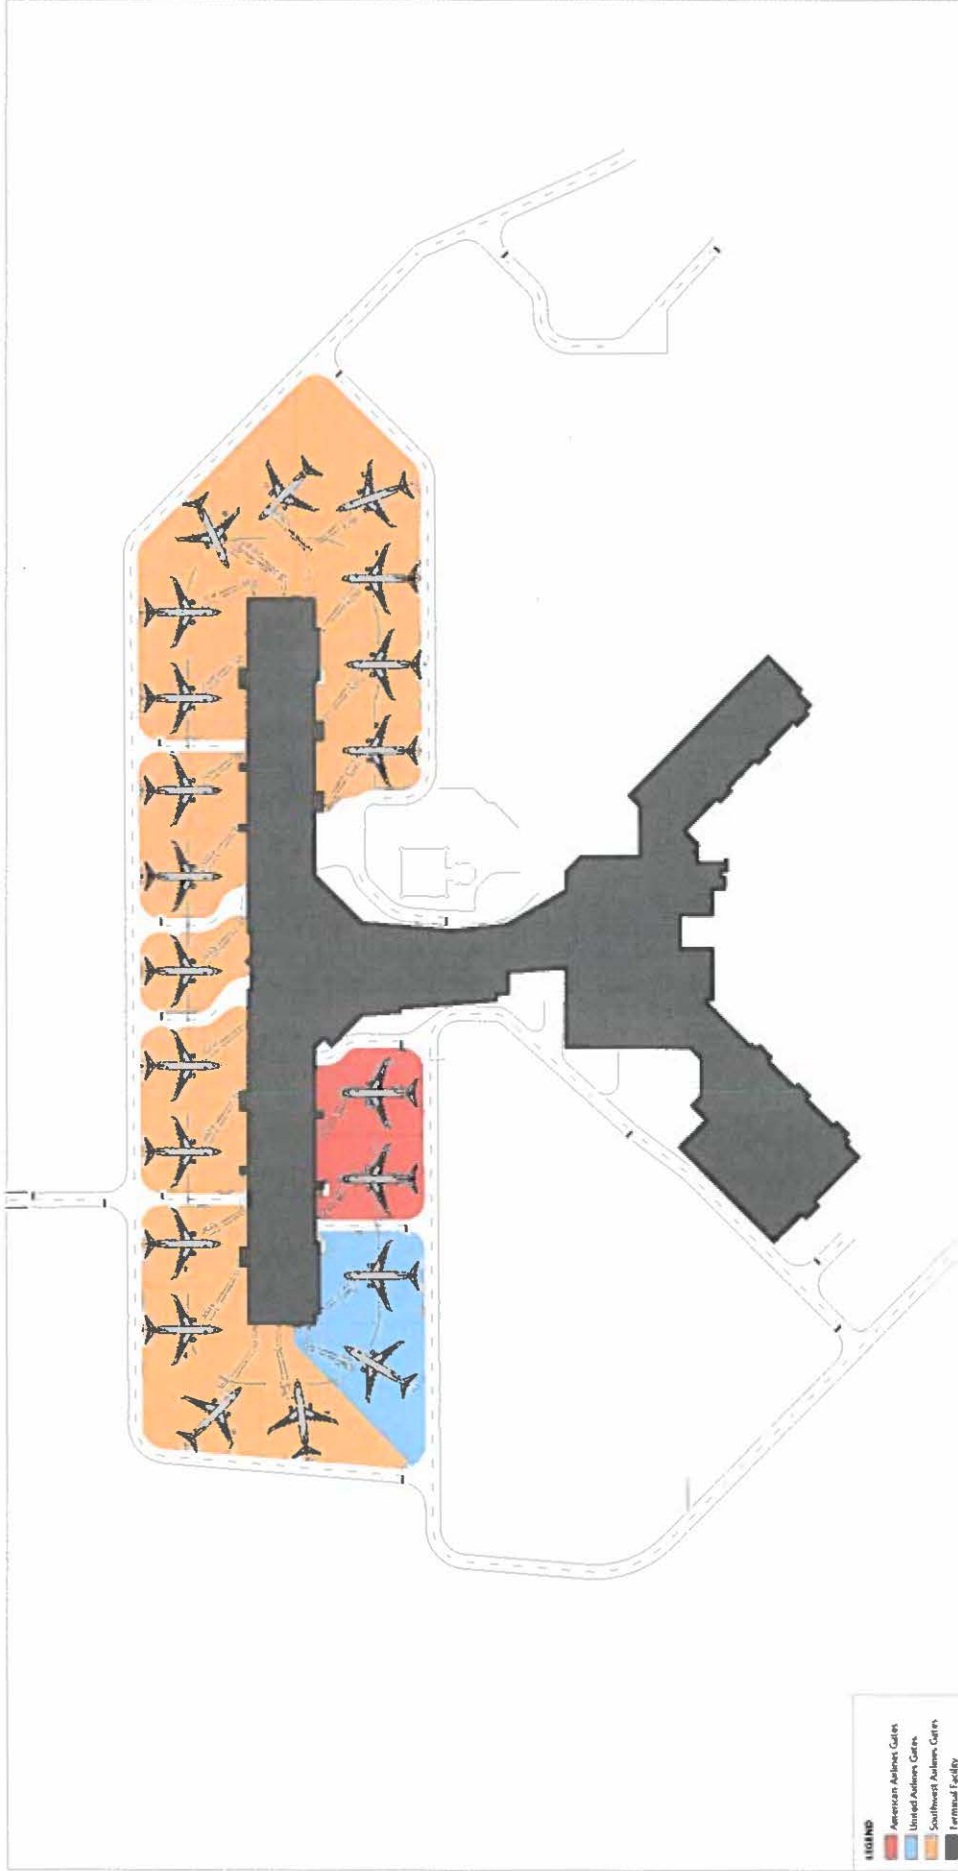 LEGEND
American Airlines Gates
United Airlines Gates
Southwest Airlines Gates
Terminal Facility